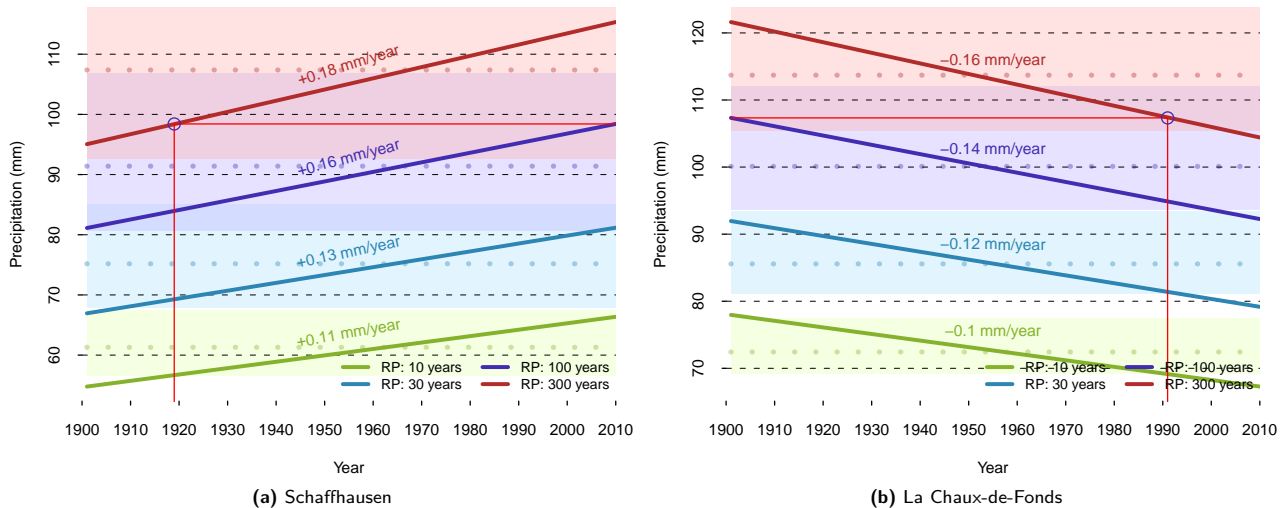 Precipitation (mm)
110
100
90
80
70
60
+0.18 mm/year
+0.16 mm/year
+0.13 mm/year
+0.11 mm/year
RP: 10 years
RP: 30 years
RP: 100 years
RP: 300 years
1900 1910 1920 1930 1940 1950 1960 1970 1980 1990 2000 2010
Year
(a) Schaffhausen
Precipitation (mm)
120
110
100
90
80
70
−0.16 mm/year
−0.14 mm/year
−0.12 mm/year
−0.1 mm/year
RP: 10 years
RP: 30 years
RP: 100 years
RP: 300 years
1900 1910 1920 1930 1940 1950 1960 1970 1980 1990 2000 2010
Year
(b) La Chaux-de-Fonds